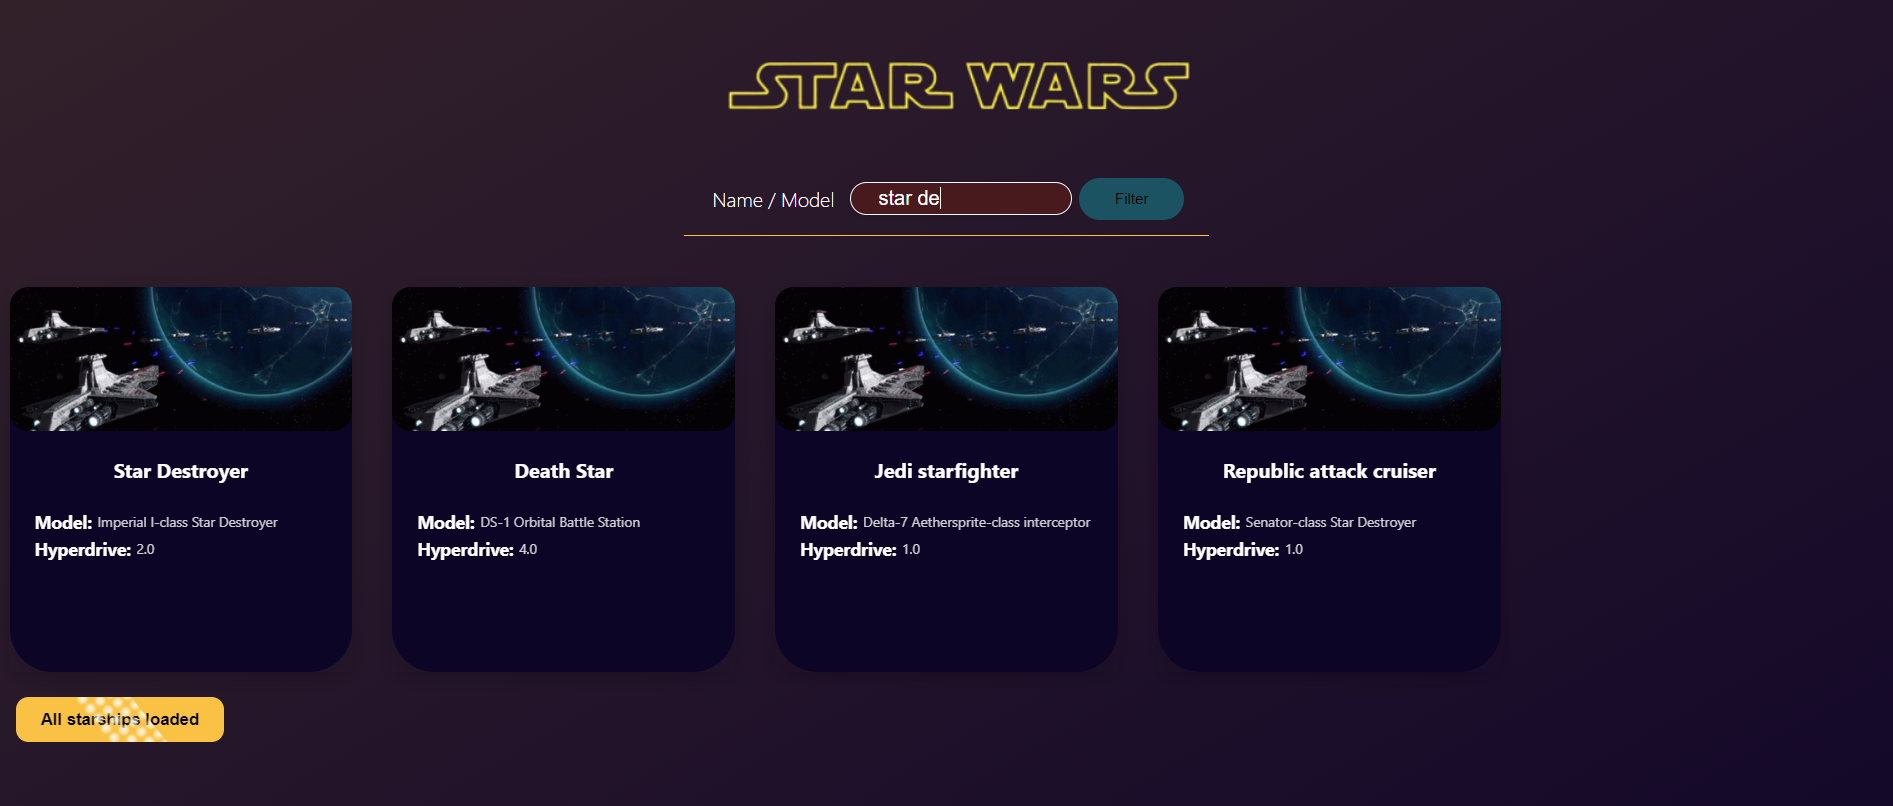 STAR WARS
Name / Model star de Filter
Star Destroyer
Model: Imperial I-class Star Destroyer
Hyperdrive: 2.0
Death Star
Model: DS-1 Orbital Battle Station
Hyperdrive: 4.0
Jedi starfighter
Model: Delta-7 Aethersprite-class interceptor
Hyperdrive: 1.0
Republic attack cruiser
Model: Senator-class Star Destroyer
Hyperdrive: 1.0
All starships loaded